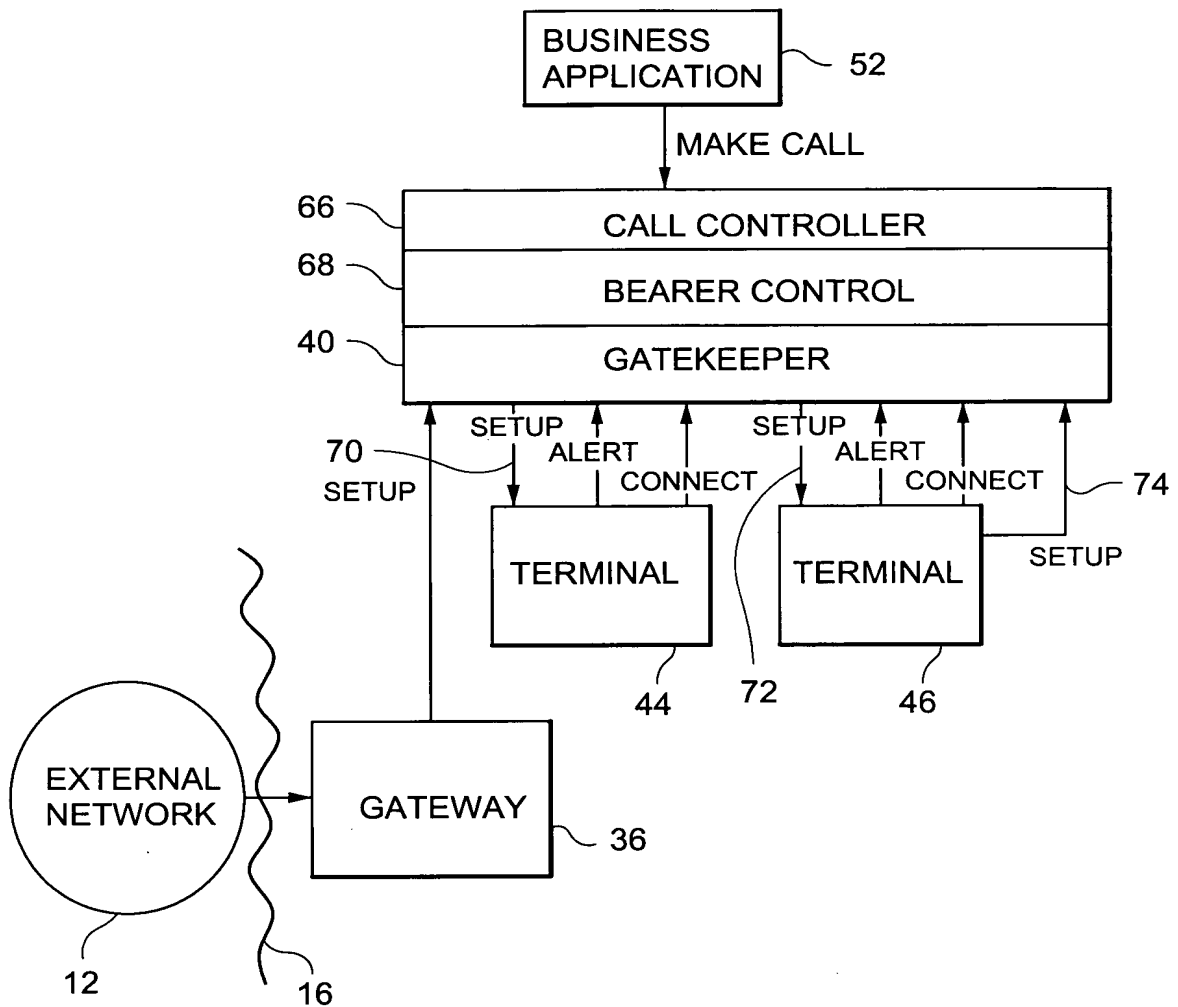 BUSINESS
APPLICATION
52
MAKE CALL
66
CALL CONTROLLER
68
BEARER CONTROL
40
GATEKEEPER
SETUP
SETUP
70
ALERT
ALERT
SETUP
CONNECT
CONNECT
74
TERMINAL
TERMINAL
SETUP
44
72
46
EXTERNAL
NETWORK
GATEWAY
36
12
16